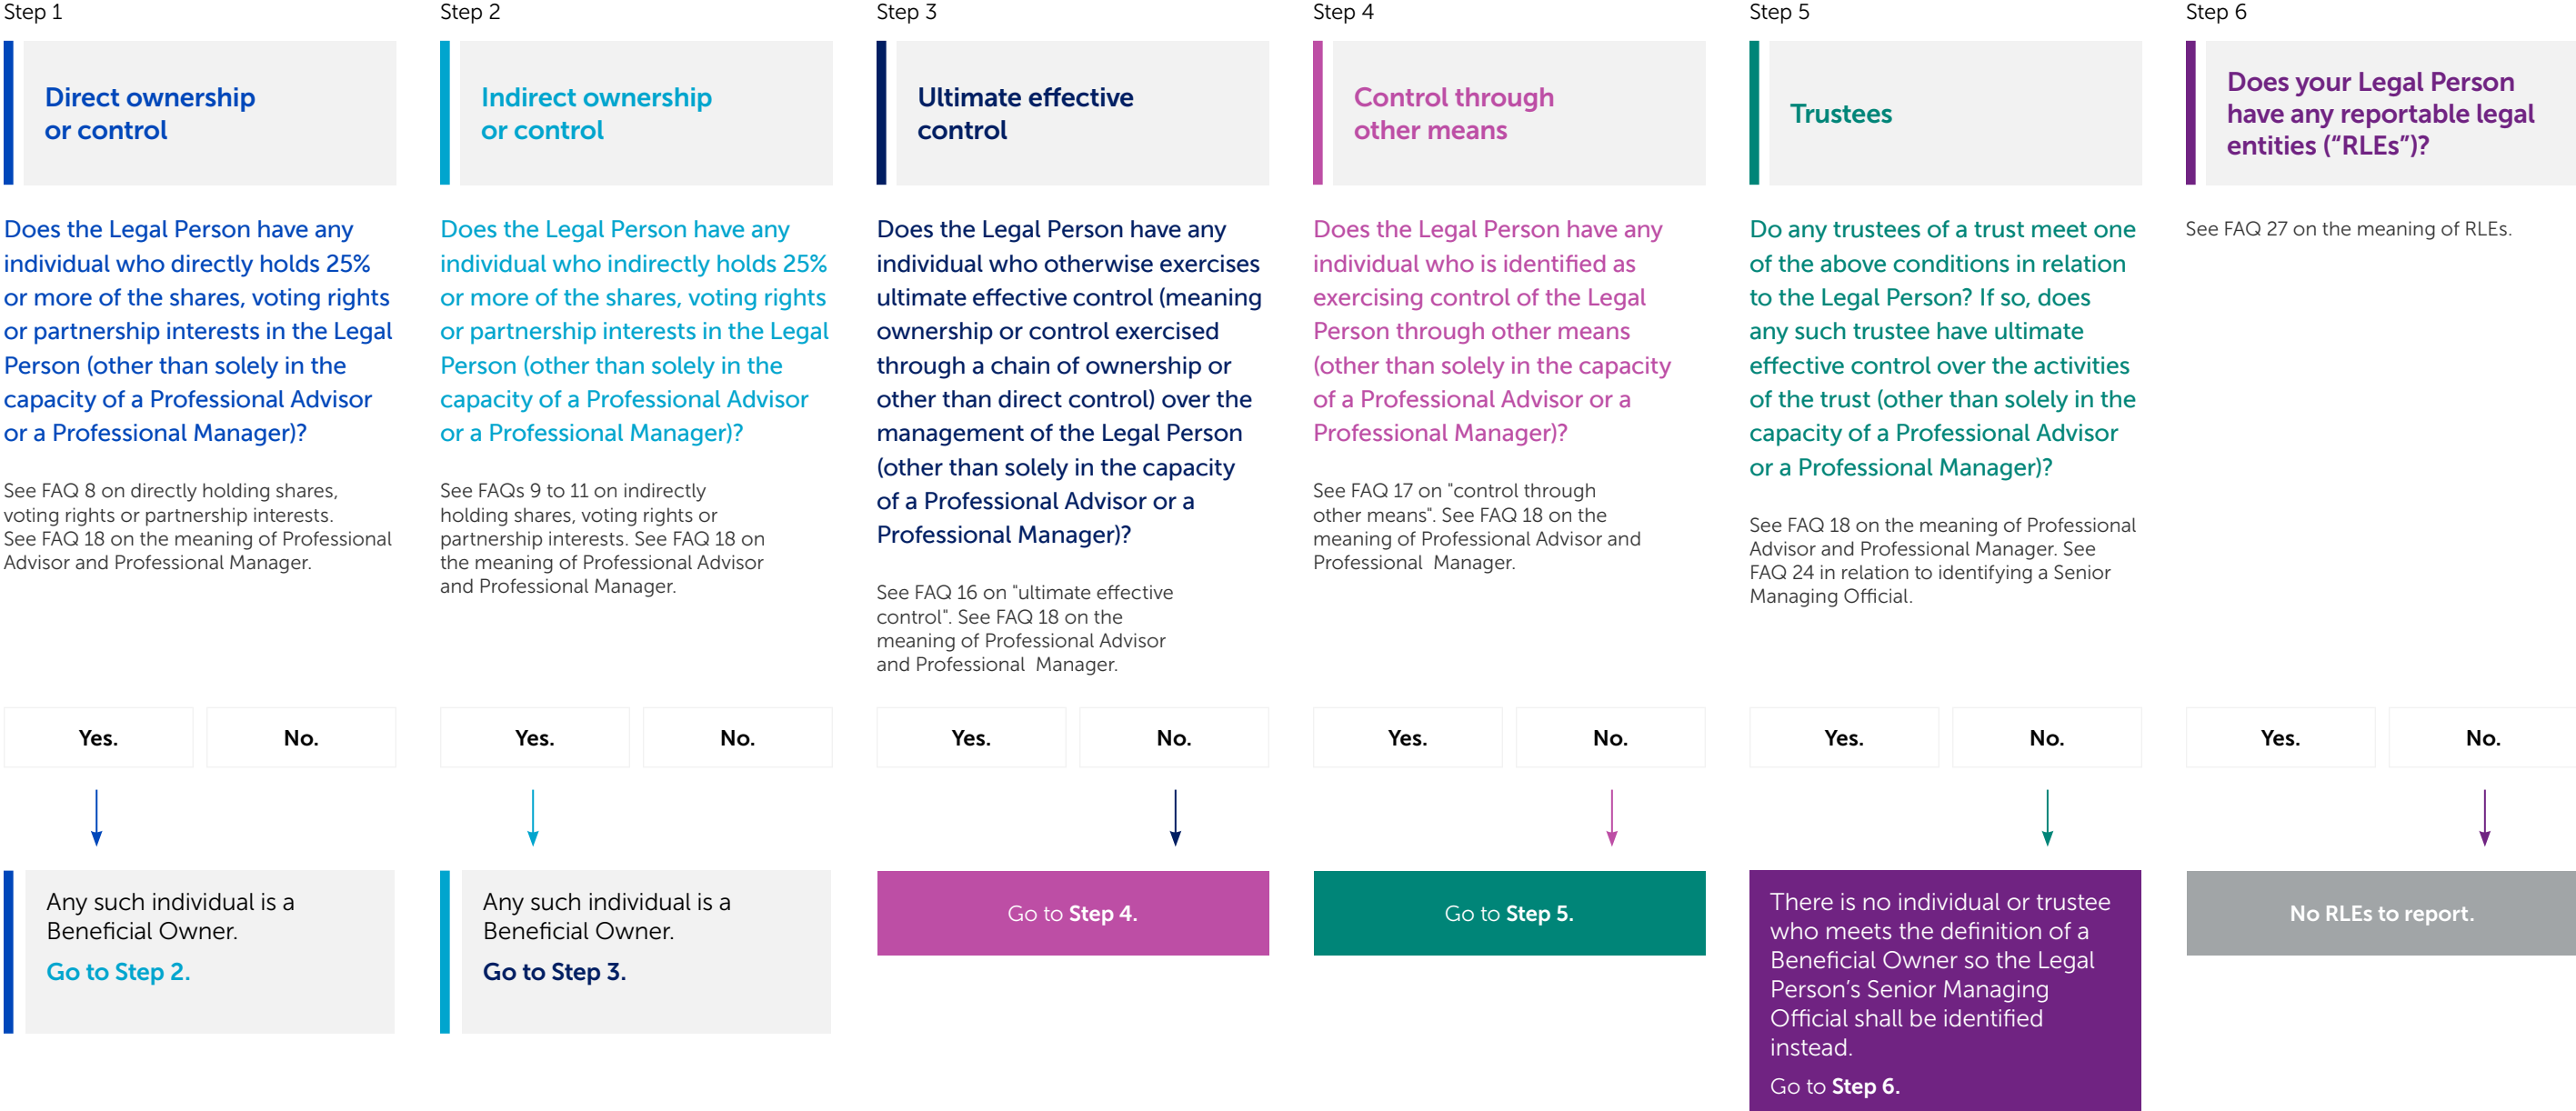 Step 1
Direct ownership
or control
Does the Legal Person have any
individual who directly holds 25%
or more of the shares, voting rights
or partnership interests in the Legal
Person (other than solely in the
capacity of a Professional Advisor
or a Professional Manager)?
See FAQ 8 on directly holding shares,
voting rights or partnership interests.
See FAQ 18 on the meaning of Professional
Advisor and Professional Manager.
Yes.
No.
Any such individual is a
Beneficial Owner.
Go to Step 2.
Step 2
Indirect ownership
or control
Does the Legal Person have any
individual who indirectly holds 25%
or more of the shares, voting rights
or partnership interests in the Legal
Person (other than solely in the
capacity of a Professional Advisor
or a Professional Manager)?
See FAQs 9 to 11 on indirectly
holding shares, voting rights or
partnership interests. See FAQ 18 on
the meaning of Professional Advisor
and Professional Manager.
Yes.
No.
Any such individual is a
Beneficial Owner.
Go to Step 3.
Step 3
Ultimate effective
control
Does the Legal Person have any
individual who otherwise exercises
ultimate effective control (meaning
ownership or control exercised
through a chain of ownership or
other than direct control) over the
management of the Legal Person
(other than solely in the capacity
of a Professional Advisor or a
Professional Manager)?
See FAQ 16 on "ultimate effective
control". See FAQ 18 on the
meaning of Professional Advisor
and Professional Manager.
Yes.
No.
Go to Step 4.
Step 4
Control through
other means
Does the Legal Person have any
individual who is identified as
exercising control of the Legal
Person through other means
(other than solely in the capacity
of a Professional Advisor or a
Professional Manager)?
See FAQ 17 on "control through
other means". See FAQ 18 on the
meaning of Professional Advisor and
Professional Manager.
Yes.
No.
Go to Step 5.
Step 5
Trustees
Do any trustees of a trust meet one
of the above conditions in relation
to the Legal Person? If so, does
any such trustee have ultimate
effective control over the activities
of the trust (other than solely in the
capacity of a Professional Advisor
or a Professional Manager)?
See FAQ 18 on the meaning of Professional
Advisor and Professional Manager. See
FAQ 24 in relation to identifying a Senior
Managing Official.
Yes.
No.
There is no individual or trustee
who meets the definition of a
Beneficial Owner so the Legal
Person’s Senior Managing
Official shall be identified
instead.
Go to Step 6.
Step 6
Does your Legal Person
have any reportable legal
entities (“RLEs”)?
See FAQ 27 on the meaning of RLEs.
Yes.
No.
No RLEs to report.